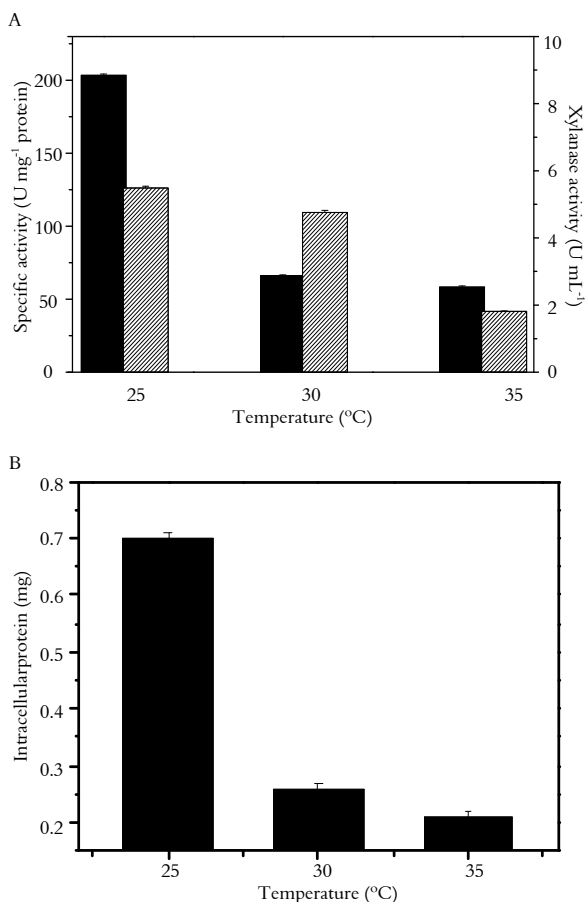 A
Specific activity (U mg⁻¹ protein)
200
150
100
50
0
10
8
6
4
2
0
Xylanase activity (U mL⁻¹)
25 30 35
Temperature (ºC)
B
Intracellularprotein (mg)
0.8
0.7
0.6
0.5
0.4
0.3
0.2
25 30 35
Temperature (ºC)